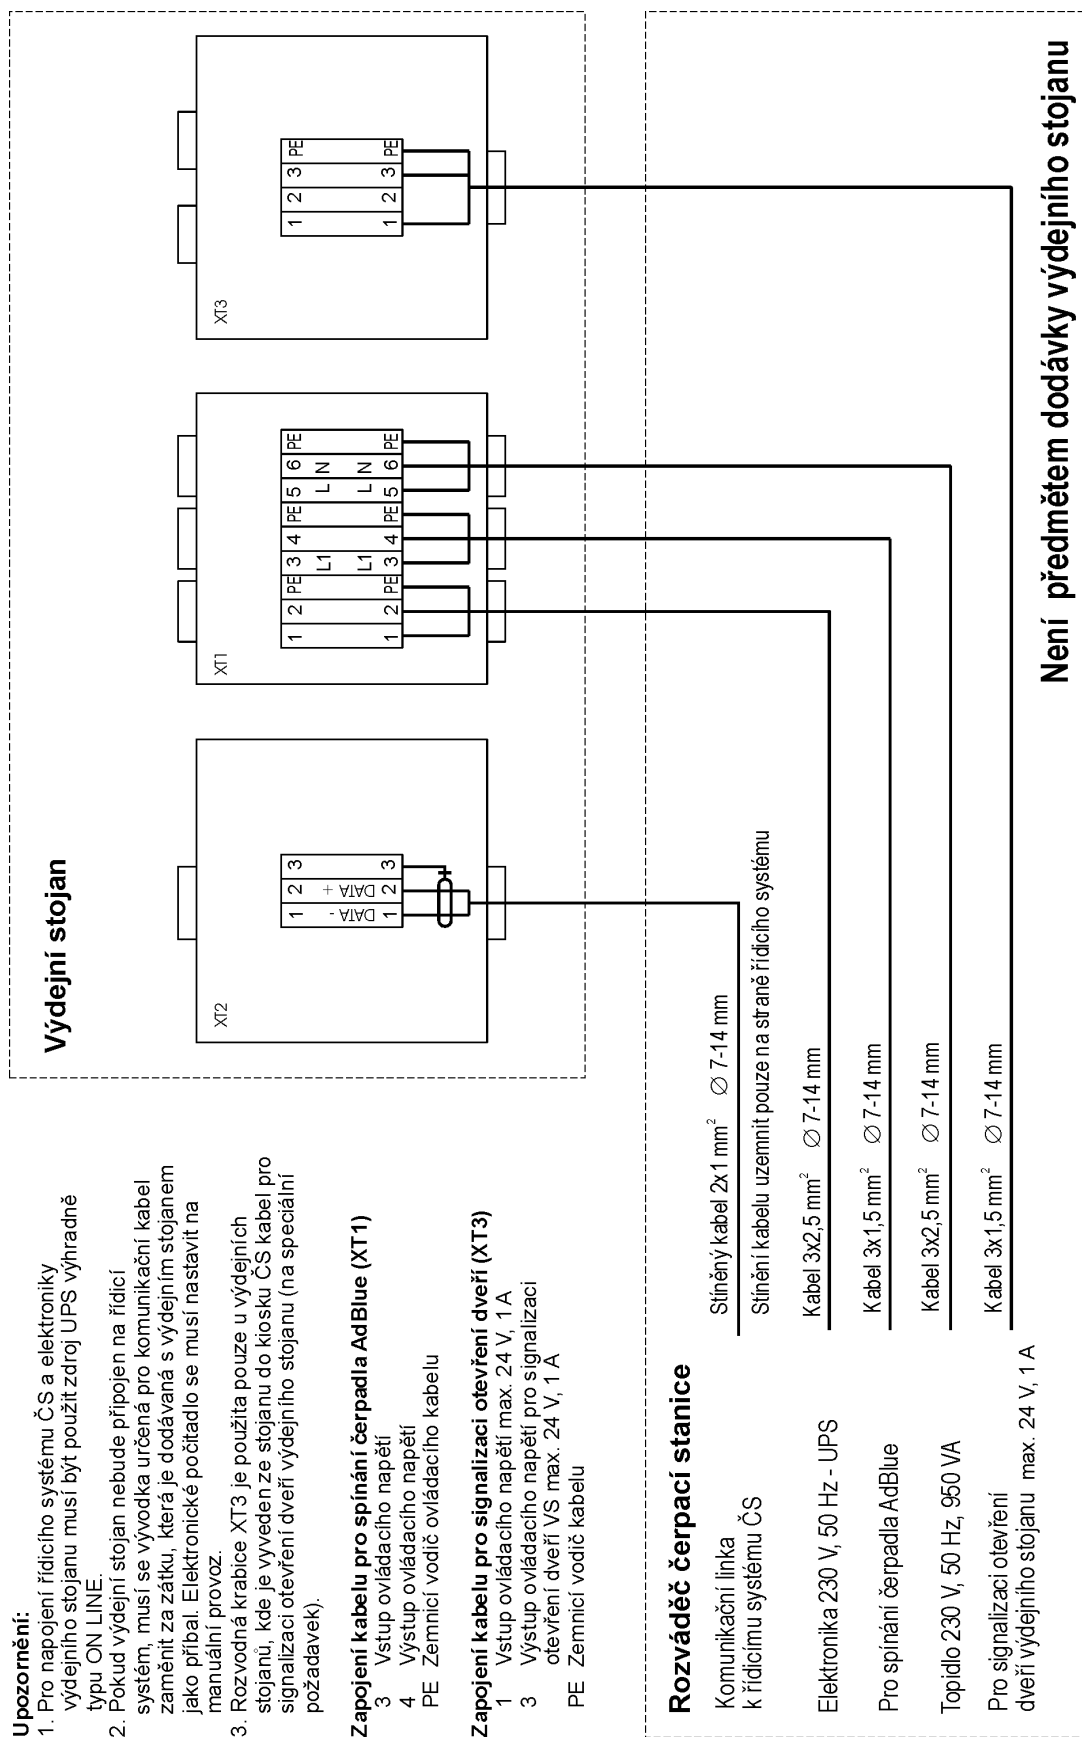 Upozornění:
1. Pro napojení řídicího systému ČS a elektroniky
výdejního stojanu musí být použit zdroj UPS výhradně
typu ON LINE.
2. Pokud výdejní stojan nebude připojen na řídicí
systém, musí se vývodka určená pro komunikační kabel
zaměnit za zátku, která je dodávaná s výdejním stojanem
jako příbal. Elektronické počitadlo se musí nastavit na
manuální provoz.
3. Rozvodná krabice XT3 je použita pouze u výdejních
stojanů, kde je vyveden ze stojanu do kiosku ČS kabel pro
signalizaci otevření dveří výdejního stojanu (na speciální
požadavek).
Zapojení kabelu pro spínání čerpadla AdBlue (XT1)
3 Vstup ovládacího napětí
4 Výstup ovládacího napětí
PE Zemnicí vodič ovládacího kabelu
Zapojení kabelu pro signalizaci otevření dveří (XT3)
1 Vstup ovládacího napětí max. 24 V, 1 A
3 Výstup ovládacího napětí pro signalizaci
otevření dveří VS max. 24 V, 1 A
PE Zemnicí vodič kabelu
Výdejní stojan
XT2
1 2 3
DATA - DATA +
1 2 3
XT1
1 2 PE 3 4 PE 5 6 PE
L1 L N
L1 L N
1 2 PE 3 4 PE 5 6 PE
XT3
1 2 3 PE
1 2 3 PE
Rozváděč čerpací stanice
Komunikační linka
k řídicímu systému ČS
Stíněný kabel 2x1 mm² ∅ 7-14 mm
Stínění kabelu uzemnit pouze na straně řídicího systému
Elektronika 230 V, 50 Hz - UPS
Kabel 3x2,5 mm² ∅ 7-14 mm
Pro spínání čerpadla AdBlue
Kabel 3x1,5 mm² ∅ 7-14 mm
Topidlo 230 V, 50 Hz, 950 VA
Kabel 3x2,5 mm² ∅ 7-14 mm
Pro signalizaci otevření
dveří výdejního stojanu max. 24 V, 1 A
Kabel 3x1,5 mm² ∅ 7-14 mm
Není předmětem dodávky výdejního stojanu